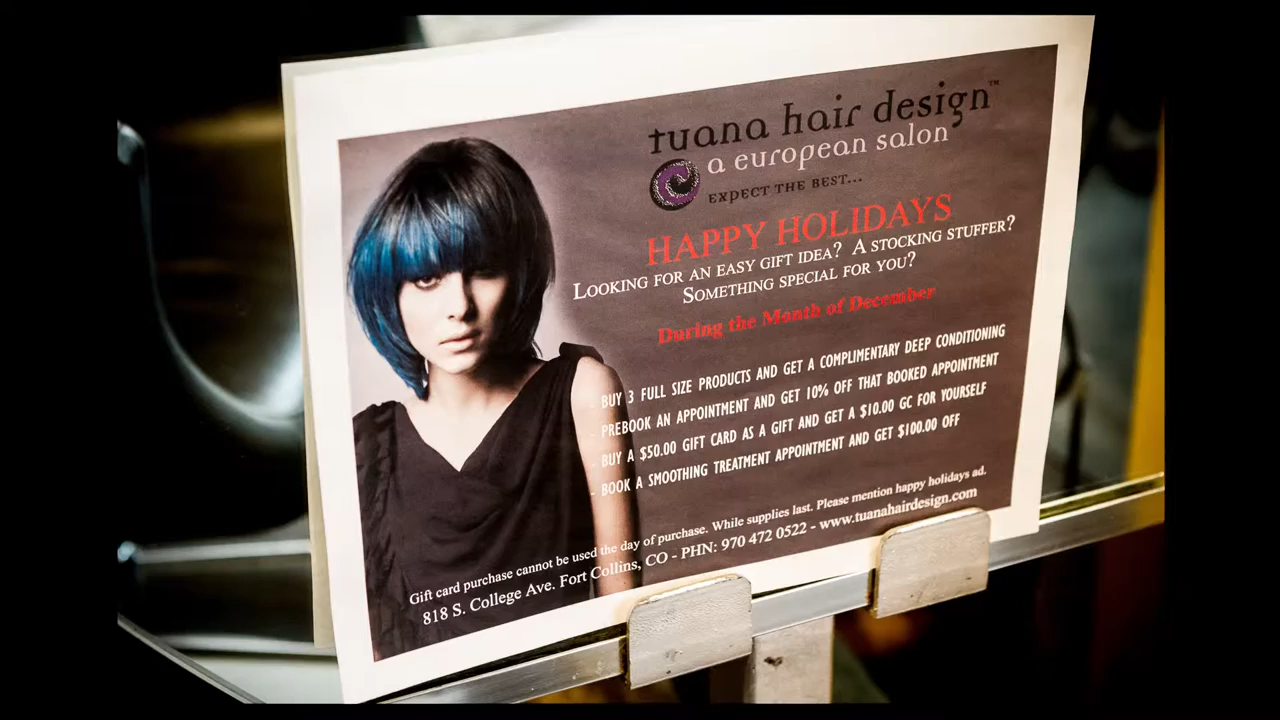 tuana hair design™
a european salon
EXPECT THE BEST...
HAPPY HOLIDAYS
LOOKING FOR AN EASY GIFT IDEA? A STOCKING STUFFER?
SOMETHING SPECIAL FOR YOU?
During the Month of December
- BUY 3 FULL SIZE PRODUCTS AND GET A COMPLIMENTARY DEEP CONDITIONING
- PREBOOK AN APPOINTMENT AND GET 10% OFF THAT BOOKED APPOINTMENT
- BUY A $50.00 GIFT CARD AS A GIFT AND GET A $10.00 GC FOR YOURSELF
- BOOK A SMOOTHING TREATMENT APPOINTMENT AND GET $100.00 OFF
Gift card purchase cannot be used the day of purchase. While supplies last. Please mention happy holidays ad.
818 S. College Ave. Fort Collins, CO - PHN: 970 472 0522 - www.tuanahairdesign.com